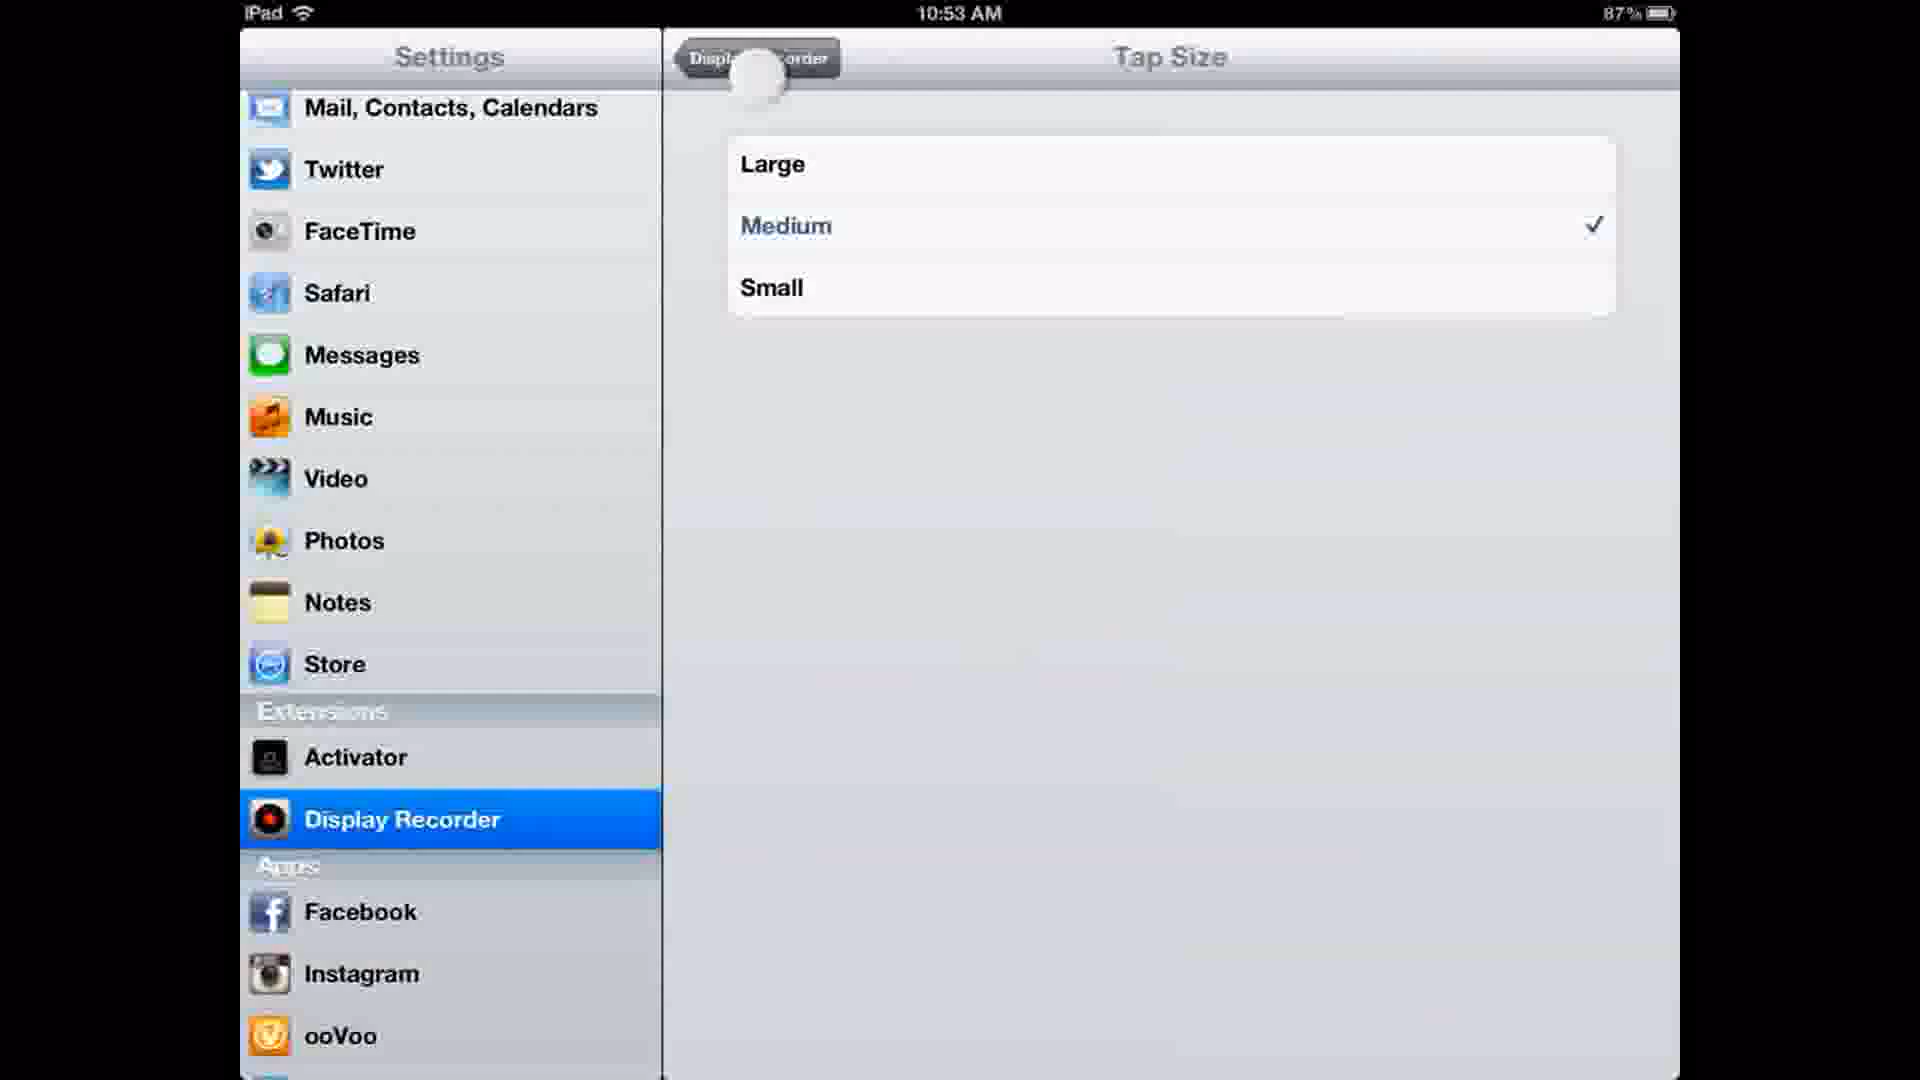 iPad
10:53 AM
87%
Settings
Tap Size
Mail, Contacts, Calendars
Twitter
FaceTime
Safari
Messages
Music
Video
Photos
Notes
Store
Extensions
Activator
Display Recorder
Apps
Facebook
Instagram
ooVoo
Large
Medium
Small